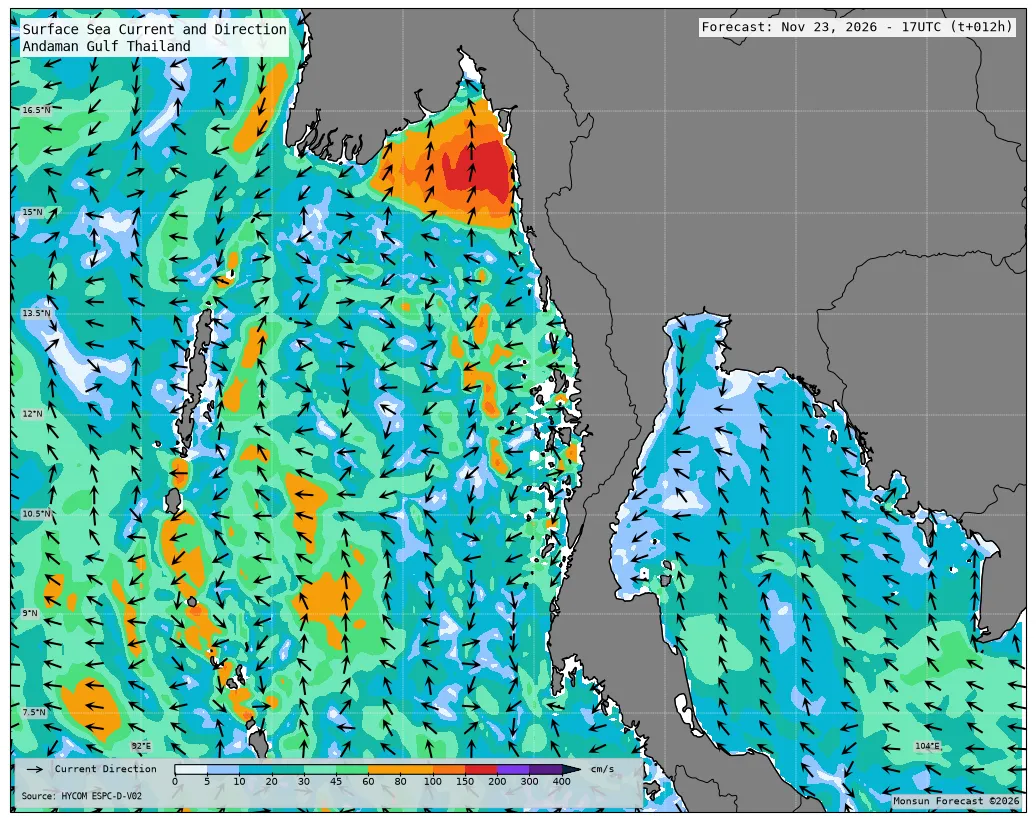 Surface Sea Current and Direction
Andaman Gulf Thailand
Forecast: Nov 23, 2026 - 17UTC (t+012h)
16.5°N
15°N
13.5°N
12°N
10.5°N
9°N
7.5°N
92°E
104°E
Current Direction
0 5 10 20 30 45 60 80 100 150 200 300 400 cm/s
Source: HYCOM ESPC-D-V02
Monsun Forecast ©2026